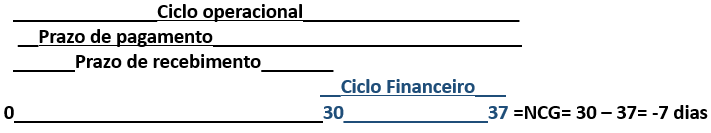 Ciclo operacional
Prazo de pagamento
Prazo de recebimento
Ciclo Financeiro
0 30 37 =NCG= 30 – 37= -7 dias